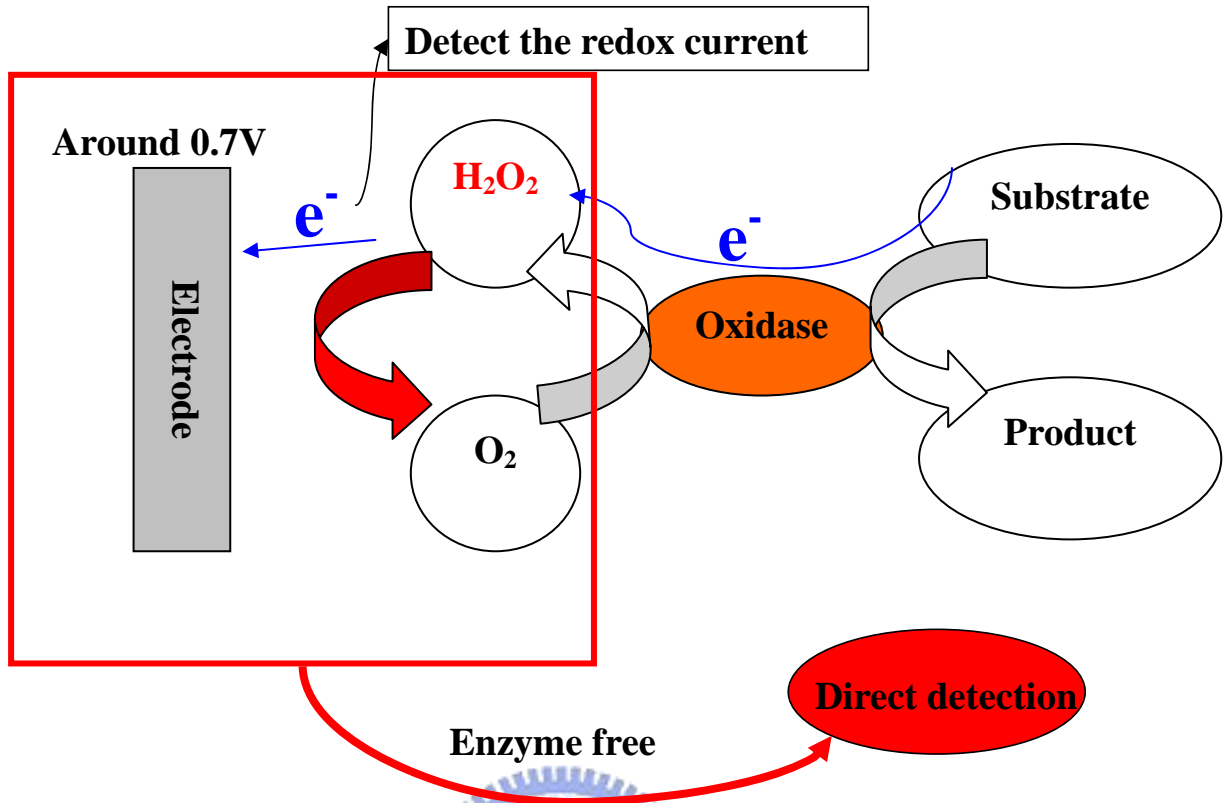 Detect the redox current
Around 0.7V
H₂O₂
e⁻
e⁻
Substrate
Electrode
Oxidase
O₂
Product
Direct detection
Enzyme free